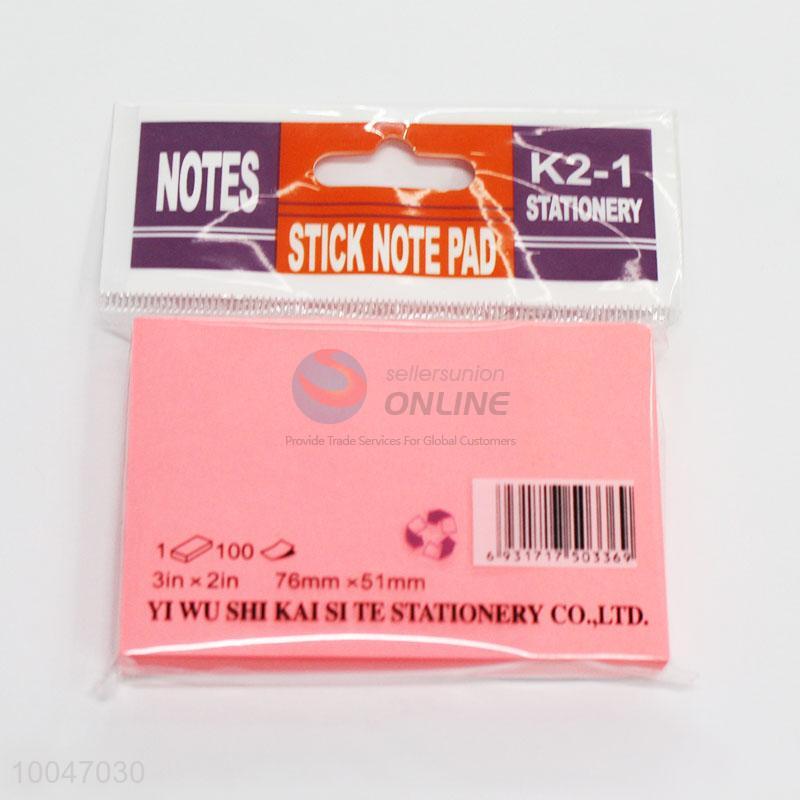 NOTES
STICK NOTE PAD
K2-1
STATIONERY
sellersunion
ONLINE
Provide Trade Services For Global Customers
6 931717 503369
1 100
3in × 2in 76mm × 51mm
YI WU SHI KAI SI TE STATIONERY CO.,LTD.
10047030